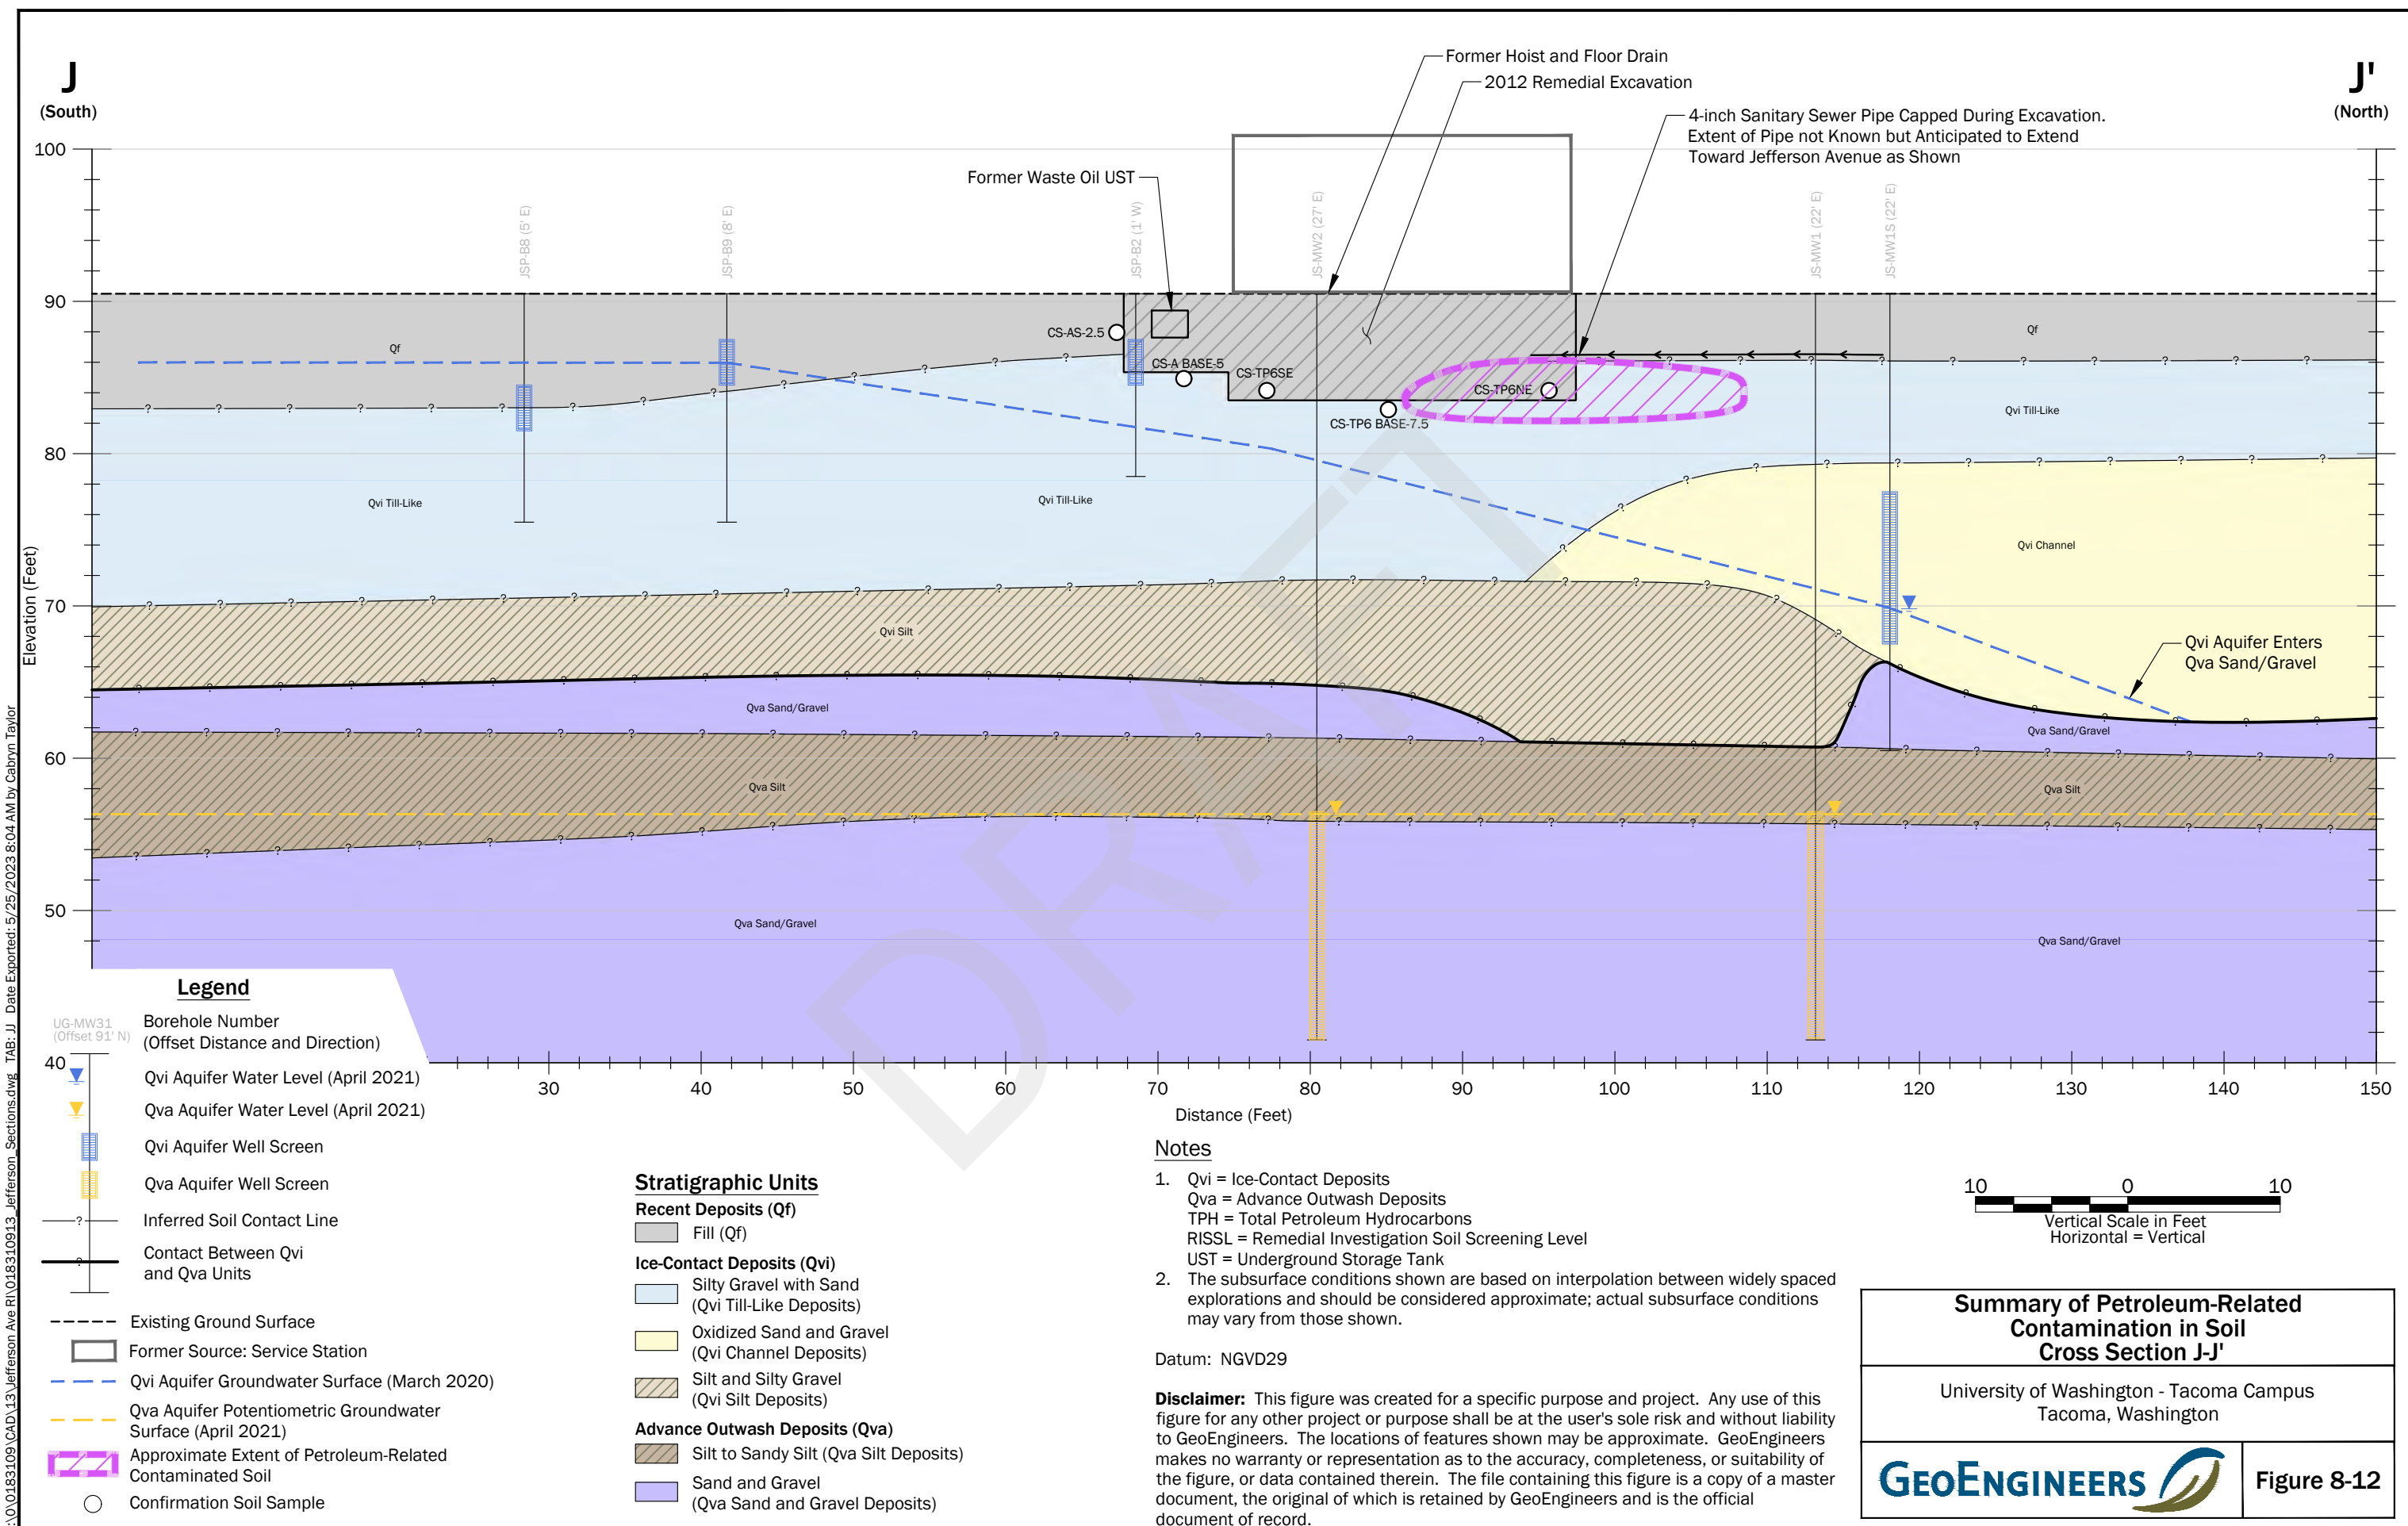 J
(South)
J'
(North)
Former Hoist and Floor Drain
2012 Remedial Excavation
4-inch Sanitary Sewer Pipe Capped During Excavation.
Extent of Pipe not Known but Anticipated to Extend
Toward Jefferson Avenue as Shown
Former Waste Oil UST
JSP-B8 (5' E)
JSP-B9 (8' E)
JSP-B2 (1' W)
JS-MW2 (27' E)
JS-MW1 (22' E)
JS-MW1S (22' E)
100
90
80
70
60
50
40
Elevation (Feet)
CS-AS-2.5
CS-A BASE-5
CS-TP6SE
CS-TP6NE
CS-TP6 BASE-7.5
Qf
Qf
Qvi Till-Like
Qvi Till-Like
Qvi Till-Like
Qvi Channel
Qvi Silt
Qvi Aquifer Enters
Qva Sand/Gravel
Qva Sand/Gravel
Qva Sand/Gravel
Qva Silt
Qva Silt
Qva Sand/Gravel
Qva Sand/Gravel
DRAFT
30 40 50 60 70 80 90 100 110 120 130 140 150
Distance (Feet)
Legend
UG-MW31
(Offset 91' N)
Borehole Number
(Offset Distance and Direction)
Qvi Aquifer Water Level (April 2021)
Qva Aquifer Water Level (April 2021)
Qvi Aquifer Well Screen
Qva Aquifer Well Screen
Inferred Soil Contact Line
Contact Between Qvi
and Qva Units
Existing Ground Surface
Former Source: Service Station
Qvi Aquifer Groundwater Surface (March 2020)
Qva Aquifer Potentiometric Groundwater
Surface (April 2021)
Approximate Extent of Petroleum-Related
Contaminated Soil
Confirmation Soil Sample
Stratigraphic Units
Recent Deposits (Qf)
Fill (Qf)
Ice-Contact Deposits (Qvi)
Silty Gravel with Sand
(Qvi Till-Like Deposits)
Oxidized Sand and Gravel
(Qvi Channel Deposits)
Silt and Silty Gravel
(Qvi Silt Deposits)
Advance Outwash Deposits (Qva)
Silt to Sandy Silt (Qva Silt Deposits)
Sand and Gravel
(Qva Sand and Gravel Deposits)
Notes
1. Qvi = Ice-Contact Deposits
Qva = Advance Outwash Deposits
TPH = Total Petroleum Hydrocarbons
RISSL = Remedial Investigation Soil Screening Level
UST = Underground Storage Tank
2. The subsurface conditions shown are based on interpolation between widely spaced
explorations and should be considered approximate; actual subsurface conditions
may vary from those shown.
Datum: NGVD29
Disclaimer: This figure was created for a specific purpose and project. Any use of this
figure for any other project or purpose shall be at the user's sole risk and without liability
to GeoEngineers. The locations of features shown may be approximate. GeoEngineers
makes no warranty or representation as to the accuracy, completeness, or suitability of
the figure, or data contained therein. The file containing this figure is a copy of a master
document, the original of which is retained by GeoEngineers and is the official
document of record.
10 0 10
Vertical Scale in Feet
Horizontal = Vertical
Summary of Petroleum-Related
Contamination in Soil
Cross Section J-J'
University of Washington - Tacoma Campus
Tacoma, Washington
GEOENGINEERS
Figure 8-12
\0\0183109\CAD\13\Jefferson Ave RI\018310913_Jefferson_Sections.dwg TAB: JJ Date Exported: 5/25/2023 8:04 AM by Cabryn Taylor